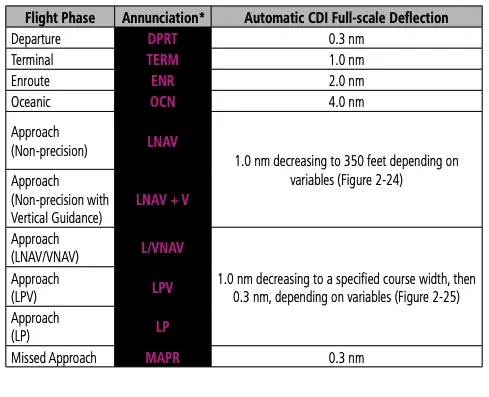 Flight Phase Annunciation* Automatic CDI Full-scale Deflection
Departure DPRT 0.3 nm
Terminal TERM 1.0 nm
Enroute ENR 2.0 nm
Oceanic OCN 4.0 nm
Approach
(Non-precision)
LNAV
Approach
(Non-precision with
Vertical Guidance)
LNAV + V
1.0 nm decreasing to 350 feet depending on
variables (Figure 2-24)
Approach
(LNAV/VNAV)
L/VNAV
Approach
(LPV)
LPV
Approach
(LP)
LP
1.0 nm decreasing to a specified course width, then
0.3 nm, depending on variables (Figure 2-25)
Missed Approach MAPR 0.3 nm